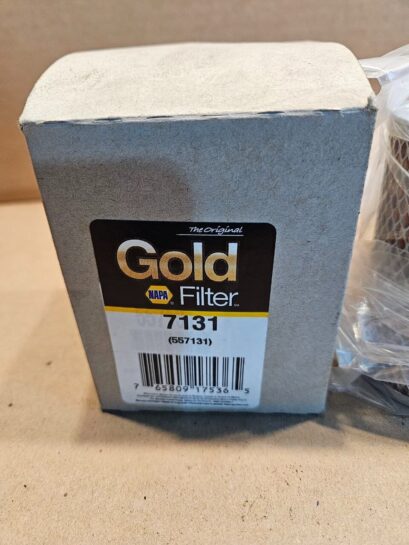 The Original
Gold
NAPA Filter
7131
(557131)
7 65809 17536 5